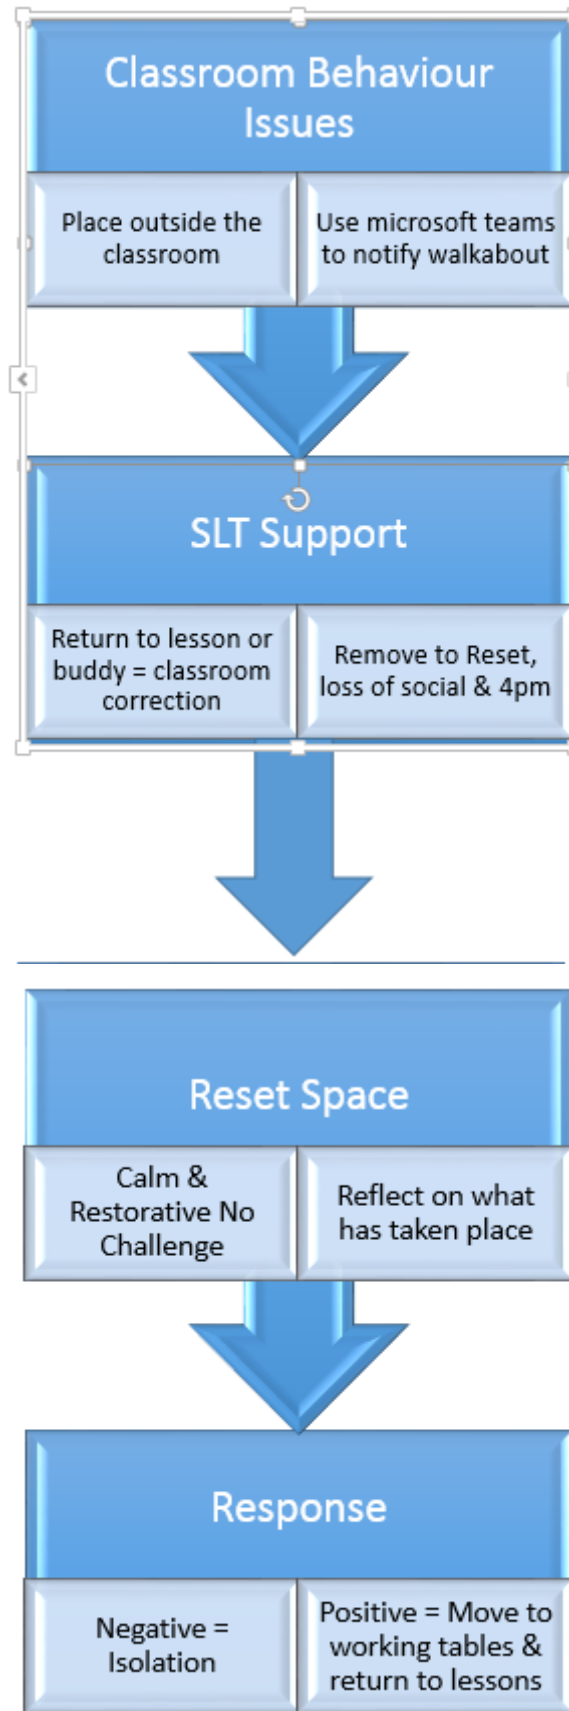 Classroom Behaviour
Issues
Place outside the
classroom
Use microsoft teams
to notify walkabout
SLT Support
Return to lesson or
buddy = classroom
correction
Remove to Reset,
loss of social & 4pm
Reset Space
Calm &
Restorative No
Challenge
Reflect on what
has taken place
Response
Negative =
Isolation
Positive = Move to
working tables &
return to lessons